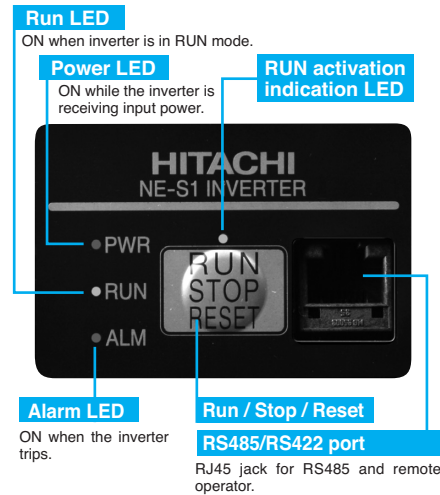 Run LED
ON when inverter is in RUN mode.
Power LED
ON while the inverter is
receiving input power.
RUN activation
indication LED
HITACHI
NE-S1 INVERTER
PWR
RUN
ALM
RUN
STOP
RESET
Alarm LED
ON when the inverter
trips.
Run / Stop / Reset
RS485/RS422 port
RJ45 jack for RS485 and remote
operator.